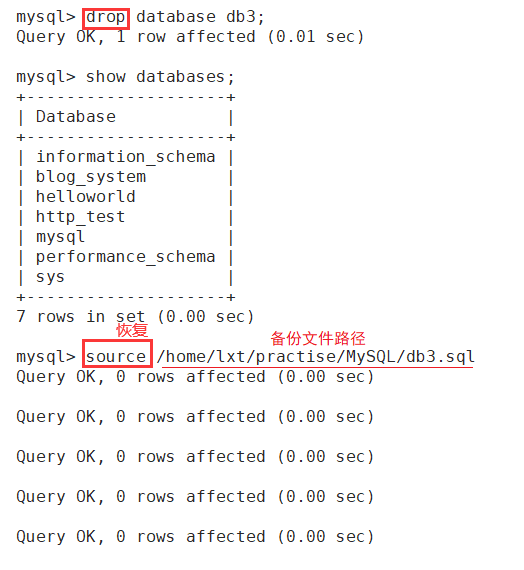 mysql> drop database db3;
Query OK, 1 row affected (0.01 sec)
mysql> show databases;
+--------------------+
| Database           |
+--------------------+
| information_schema |
| blog_system        |
| helloworld         |
| http_test          |
| mysql              |
| performance_schema |
| sys                |
+--------------------+
7 rows in set (0.00 sec)
恢复 备份文件路径
mysql> source /home/lxt/practise/MySQL/db3.sql
Query OK, 0 rows affected (0.00 sec)
Query OK, 0 rows affected (0.00 sec)
Query OK, 0 rows affected (0.00 sec)
Query OK, 0 rows affected (0.00 sec)
Query OK, 0 rows affected (0.00 sec)